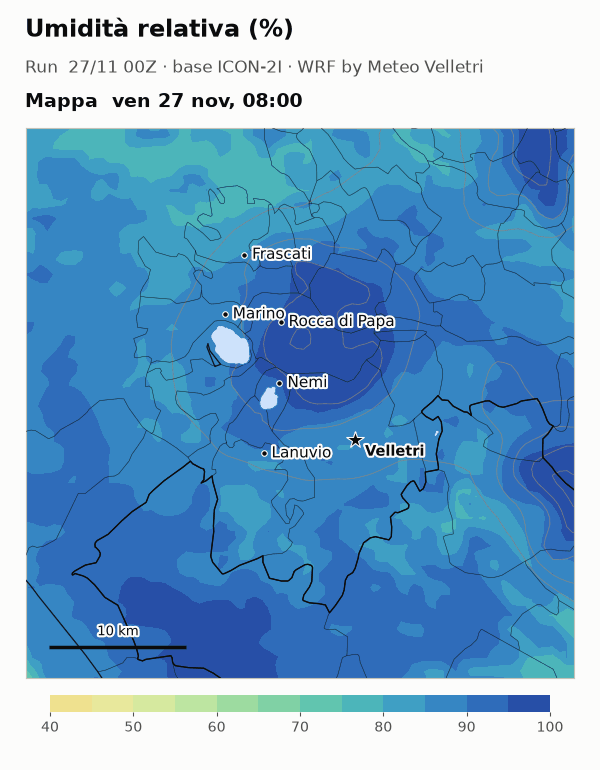 Umidità relativa (%)
Run  27/11 00Z · base ICON-2I · WRF by Meteo Velletri
Mappa  ven 27 nov, 08:00
Frascati
Marino
Rocca di Papa
Nemi
Velletri
Lanuvio
10 km
40 50 60 70 80 90 100